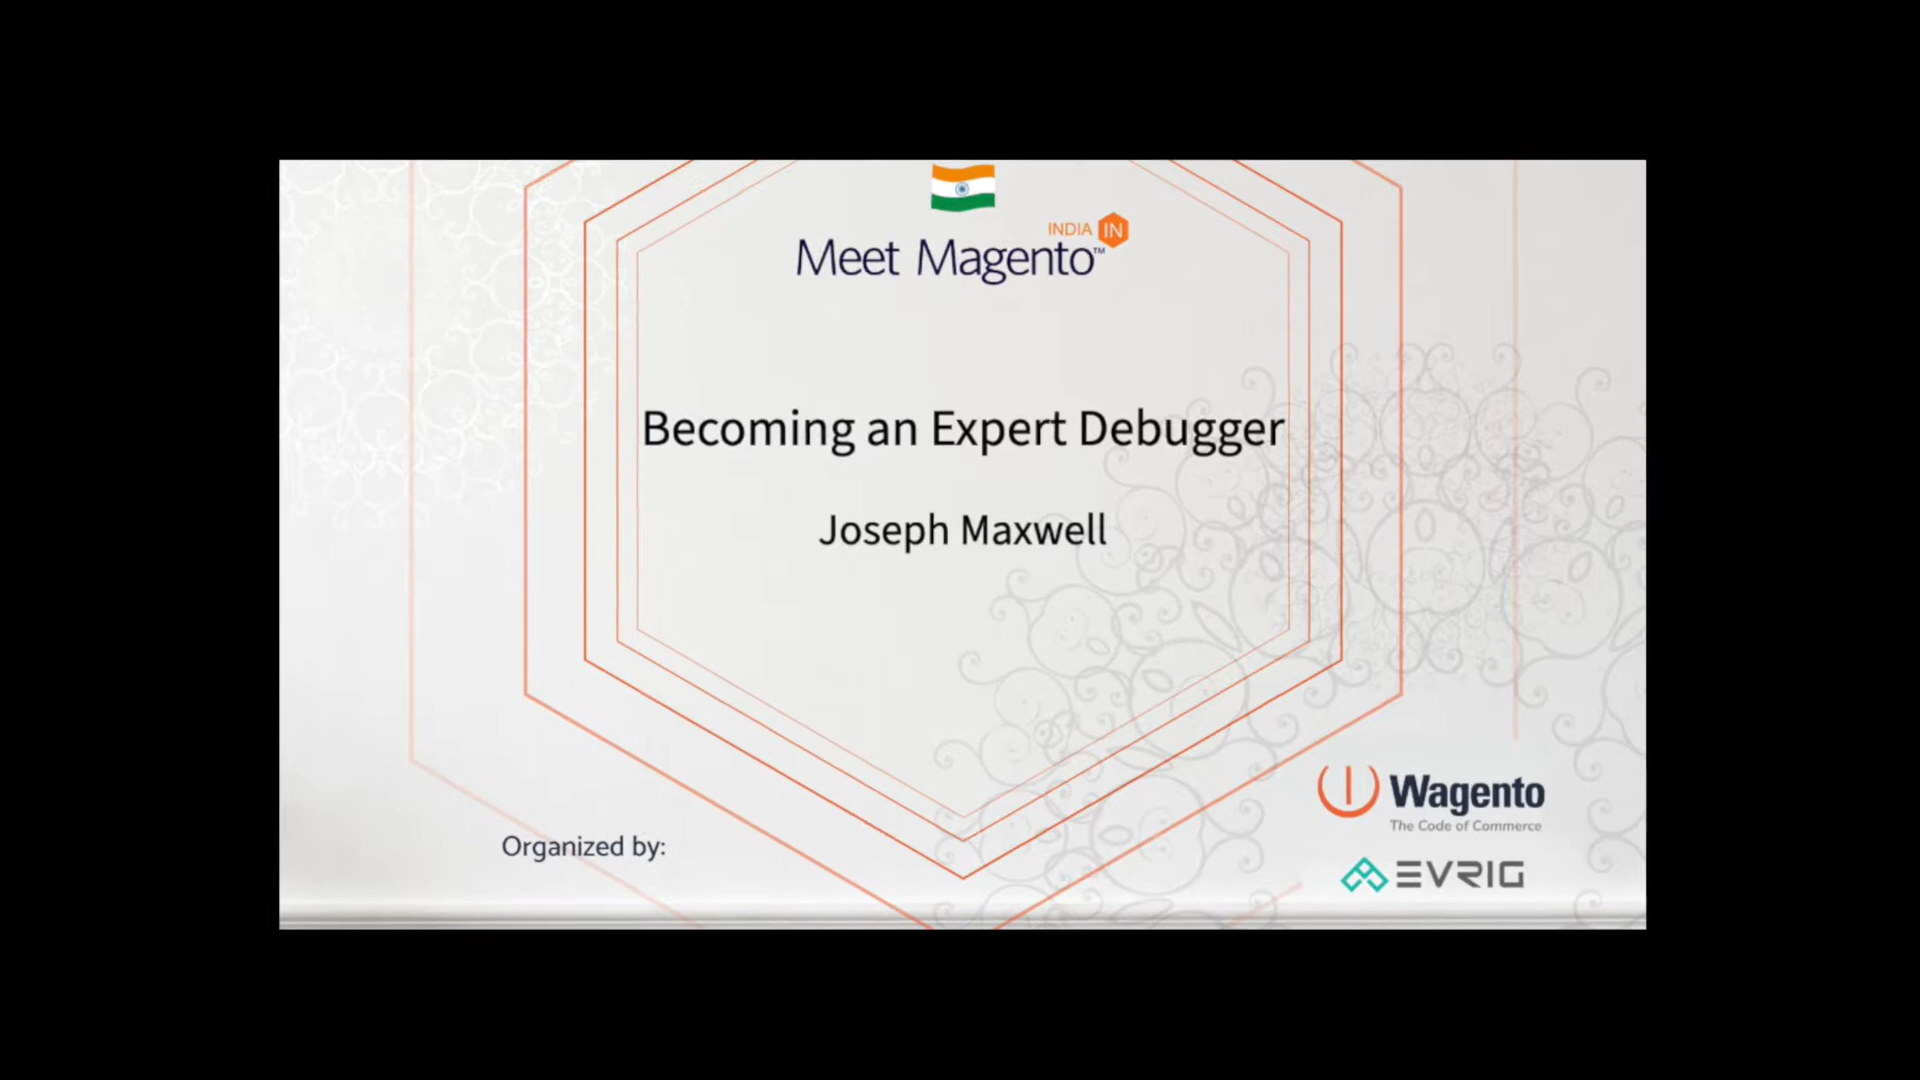 INDIA IN
Meet Magento™
Becoming an Expert Debugger
Joseph Maxwell
Organized by:
Wagento
The Code of Commerce
EVRIG